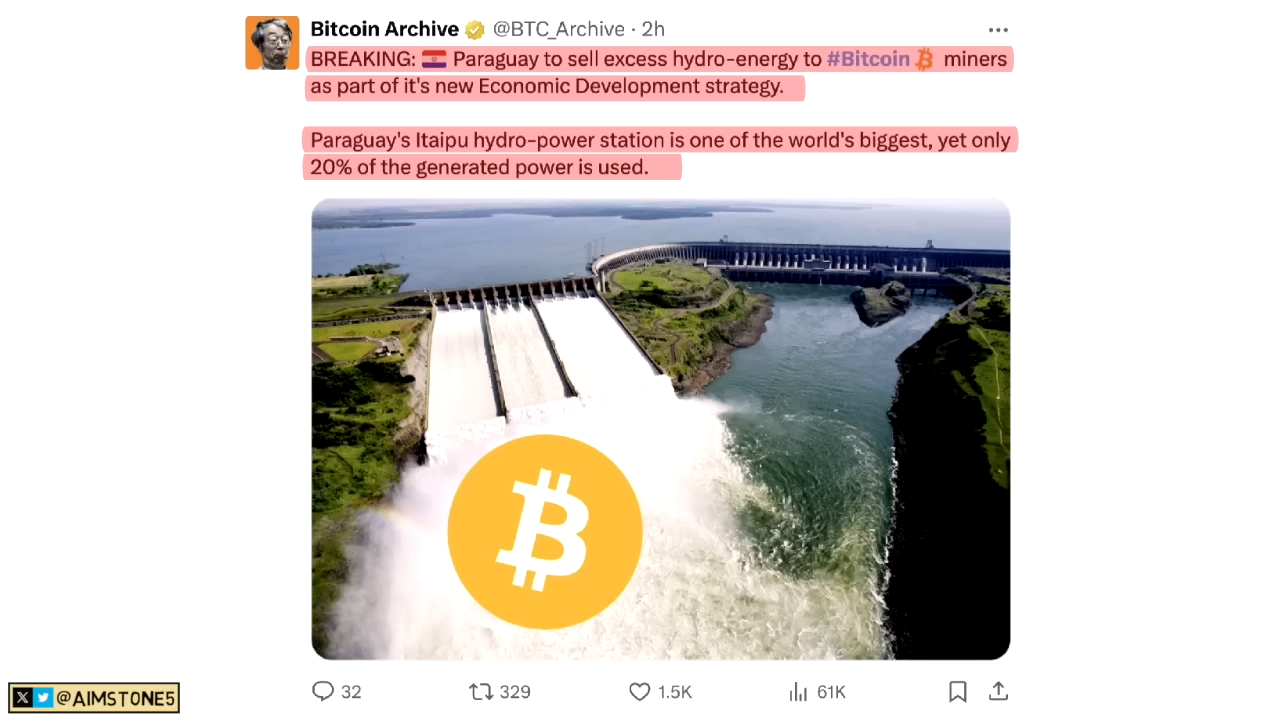 Bitcoin Archive @BTC_Archive · 2h
BREAKING: 🇵🇾 Paraguay to sell excess hydro-energy to #Bitcoin miners
as part of it's new Economic Development strategy.
Paraguay's Itaipu hydro-power station is one of the world's biggest, yet only
20% of the generated power is used.
32 329 1.5K 61K
@AIMSTONE5